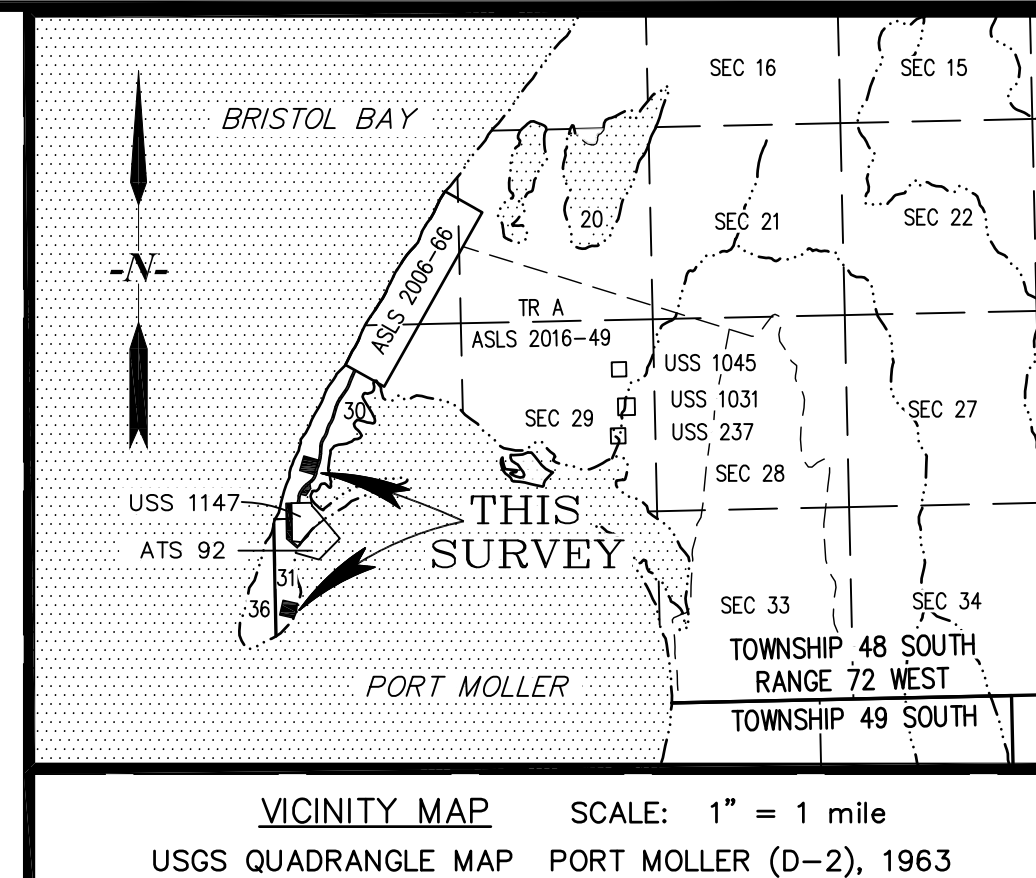 SEC 16
SEC 15
BRISTOL BAY
20
SEC 21
SEC 22
-N-
ASLS 2006-66
TR A
ASLS 2016-49
USS 1045
30
USS 1031
SEC 29
SEC 27
USS 237
SEC 28
USS 1147
THIS
SURVEY
ATS 92
31
36
SEC 33
SEC 34
TOWNSHIP 48 SOUTH
RANGE 72 WEST
PORT MOLLER
TOWNSHIP 49 SOUTH
VICINITY MAP SCALE: 1” = 1 mile
USGS QUADRANGLE MAP PORT MOLLER (D-2), 1963